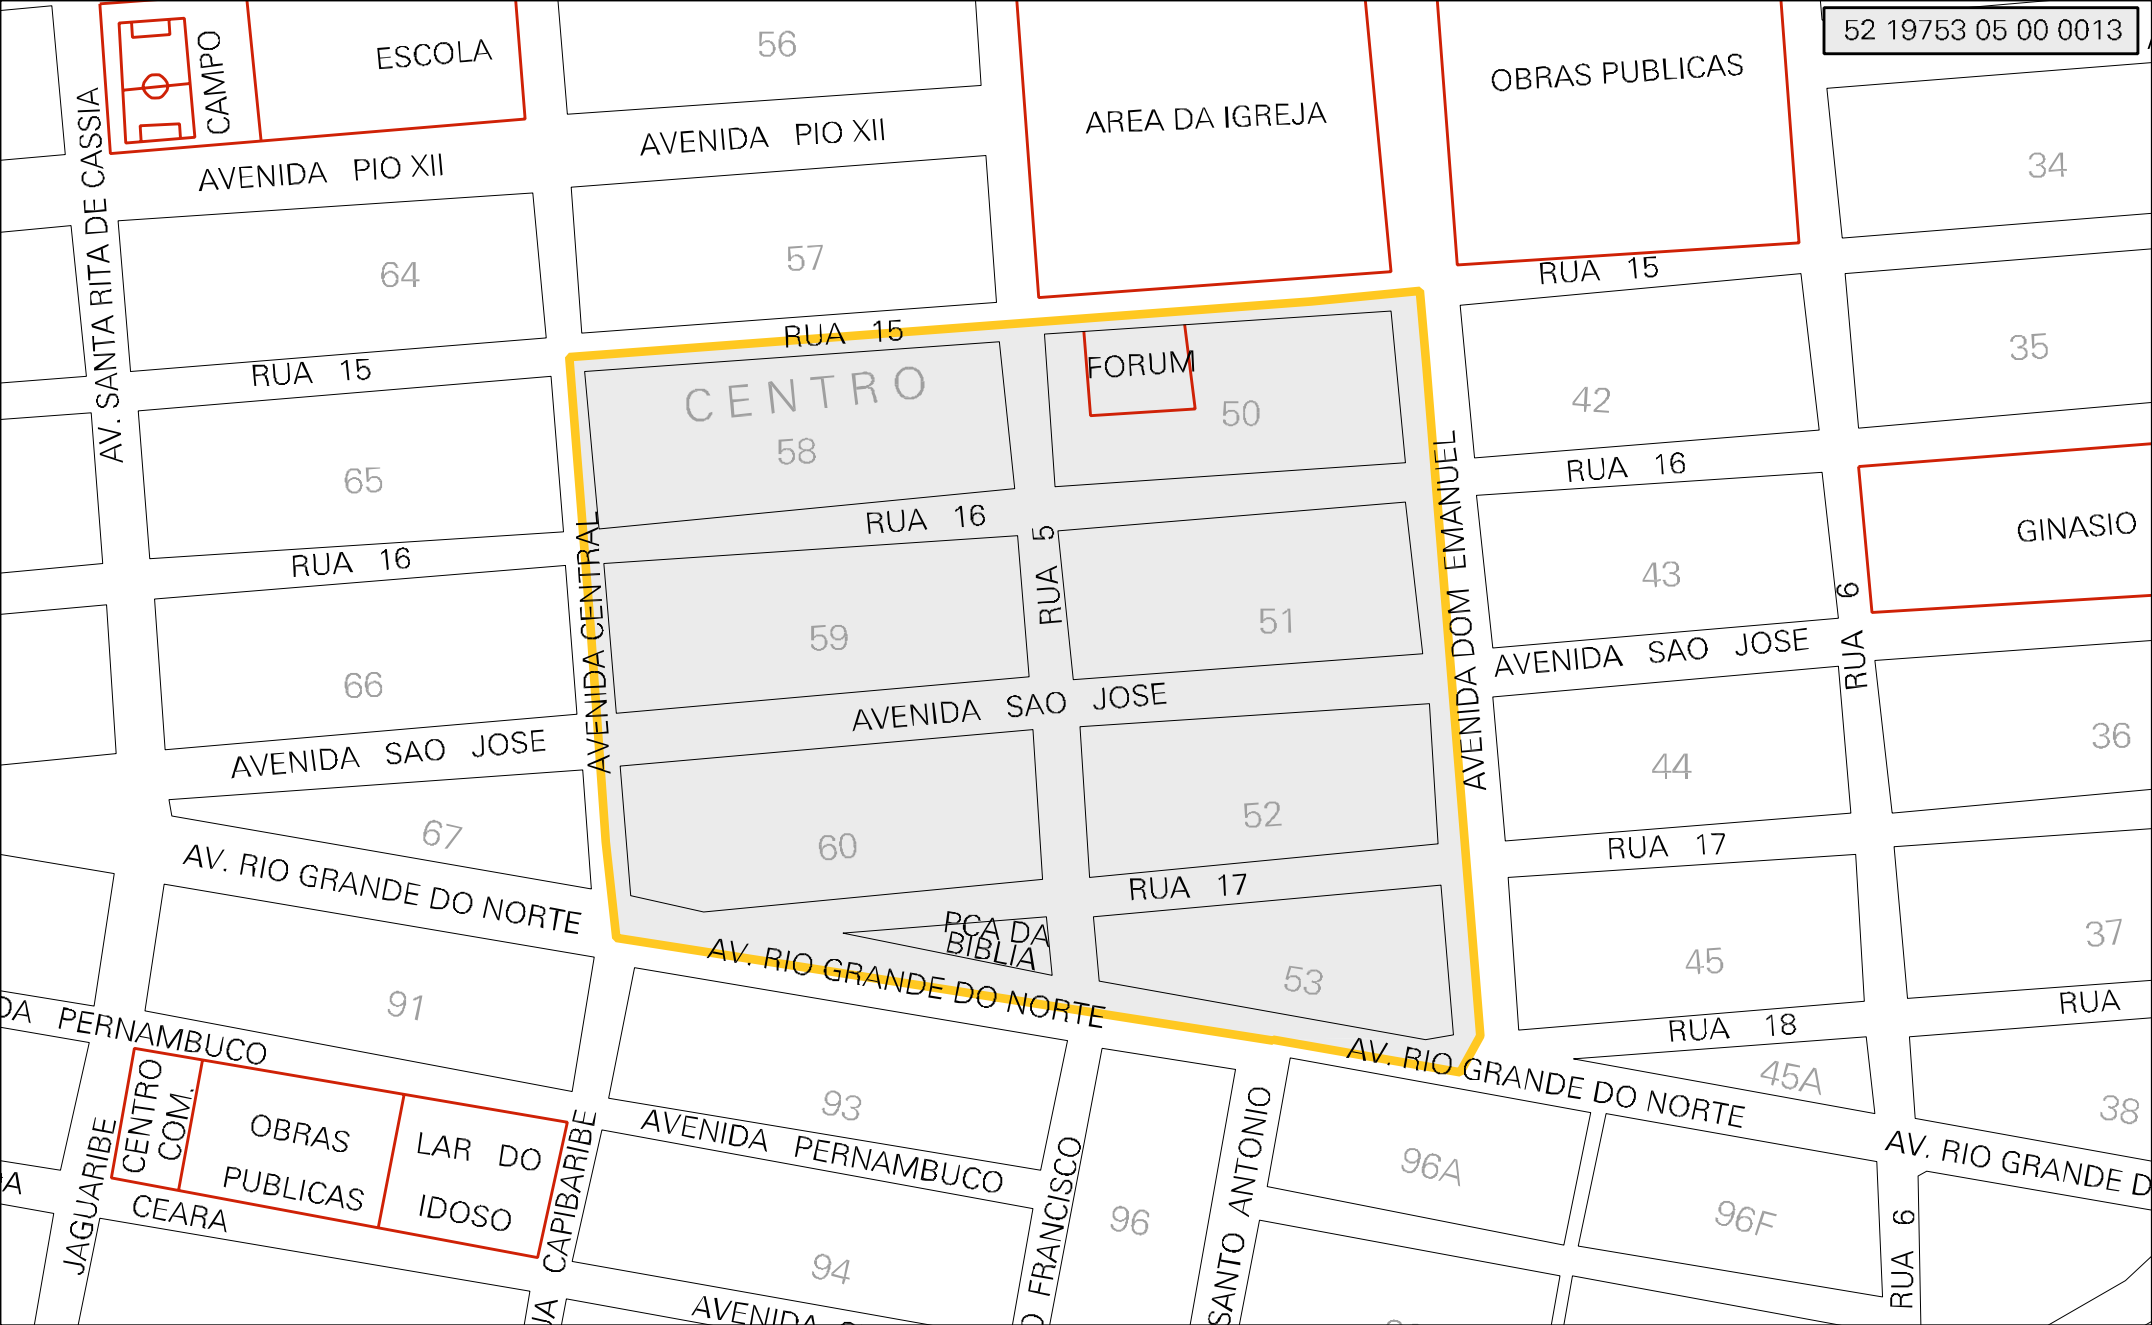 52 19753 05 00 0013
CAMPO
ESCOLA
56
AREA DA IGREJA
OBRAS PUBLICAS
34
AVENIDA PIO XII
AVENIDA PIO XII
AV. SANTA RITA DE CASSIA
64
57
RUA 15
RUA 15
RUA 15
35
CENTRO
FORUM
58
50
42
65
RUA 16
RUA 16
RUA 16
GINASIO
AVENIDA CENTRAL
RUA 5
AVENIDA DOM EMANUEL
43
RUA 6
59
51
66
AVENIDA SAO JOSE
AVENIDA SAO JOSE
AVENIDA SAO JOSE
36
44
67
60
52
RUA 17
RUA 17
AV. RIO GRANDE DO NORTE
PCA DA
BIBLIA
AV. RIO GRANDE DO NORTE
53
45
37
RUA
RUA 18
91
DA PERNAMBUCO
AV. RIO GRANDE DO NORTE
45A
38
93
CENTRO
COM.
OBRAS
PUBLICAS
LAR DO
IDOSO
AVENIDA PERNAMBUCO
JAGUARIBE
CEARA
CAPIBARIBE
FRANCISCO
SANTO ANTONIO
96A
96
96F
AV. RIO GRANDE D
RUA 6
94
AVENIDA